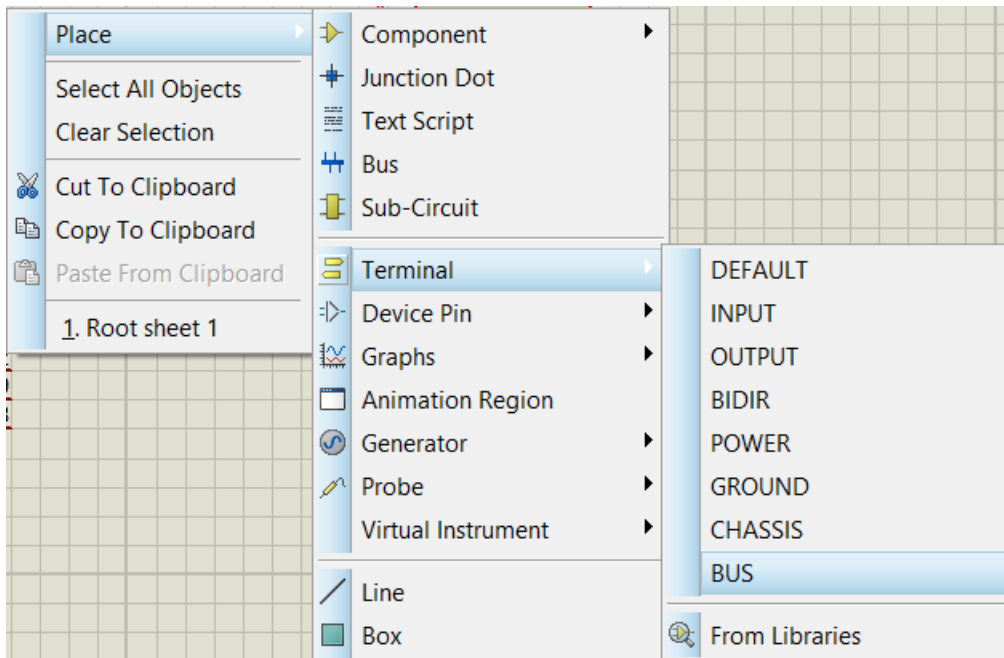 Place
Select All Objects
Clear Selection
Cut To Clipboard
Copy To Clipboard
Paste From Clipboard
1. Root sheet 1
Component
Junction Dot
Text Script
Bus
Sub-Circuit
Terminal
Device Pin
Graphs
Animation Region
Generator
Probe
Virtual Instrument
Line
Box
DEFAULT
INPUT
OUTPUT
BIDIR
POWER
GROUND
CHASSIS
BUS
From Libraries